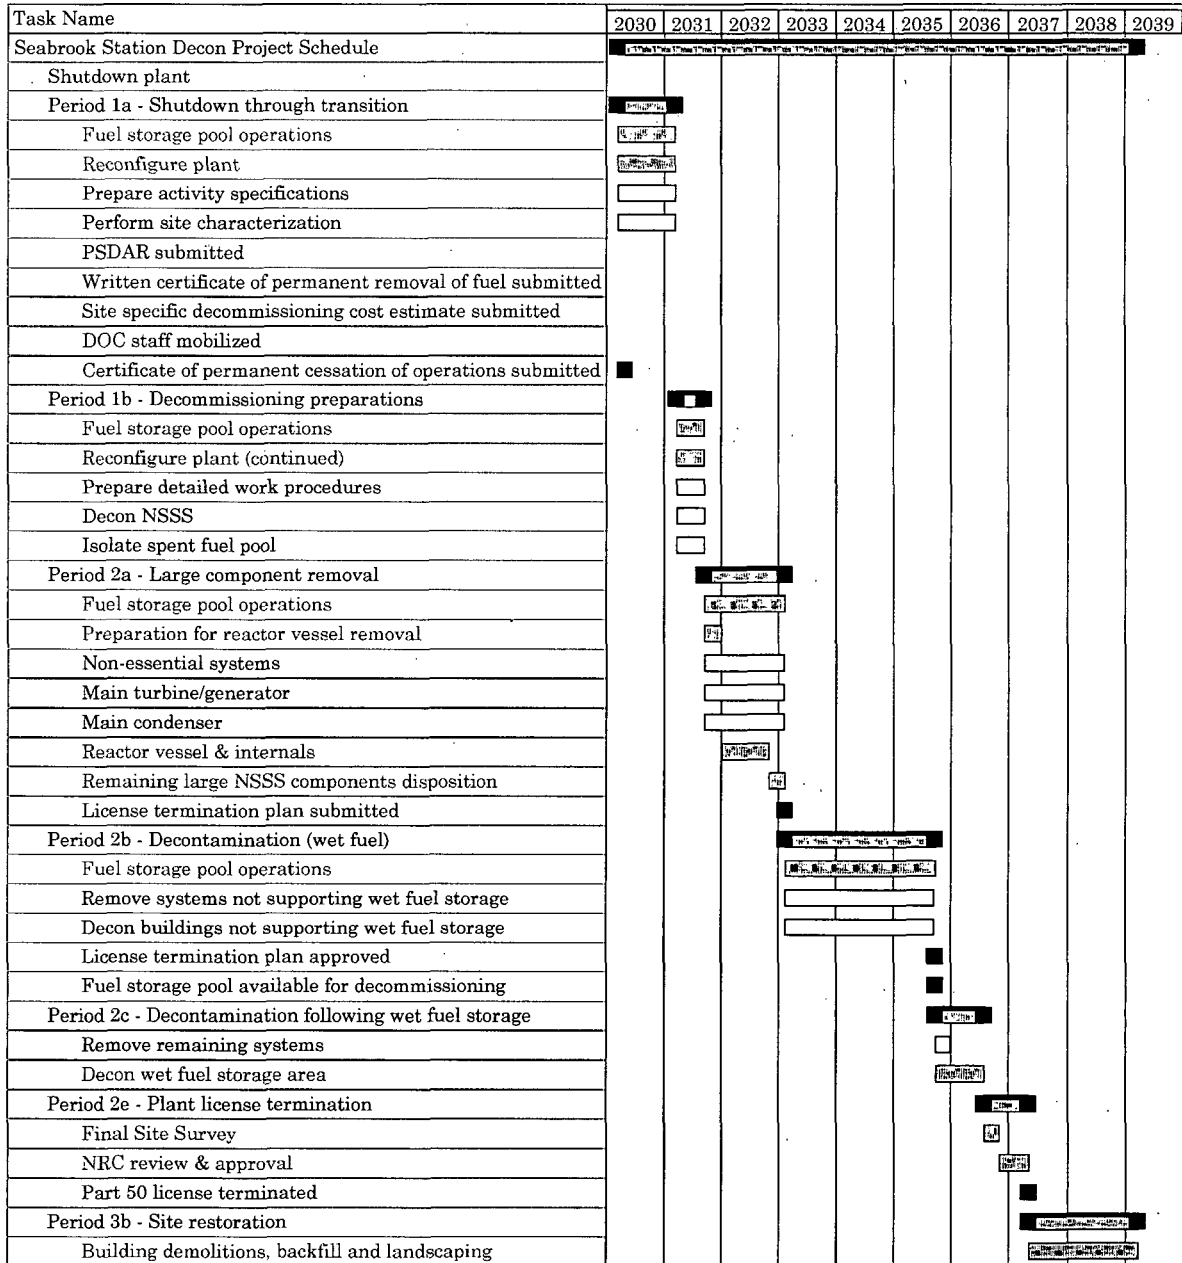 Task Name
2030 2031 2032 2033 2034 2035 2036 2037 2038 2039
Seabrook Station Decon Project Schedule
Shutdown plant
Period 1a - Shutdown through transition
Fuel storage pool operations
Reconfigure plant
Prepare activity specifications
Perform site characterization
PSDAR submitted
Written certificate of permanent removal of fuel submitted
Site specific decommissioning cost estimate submitted
DOC staff mobilized
Certificate of permanent cessation of operations submitted
Period 1b - Decommissioning preparations
Fuel storage pool operations
Reconfigure plant (continued)
Prepare detailed work procedures
Decon NSSS
Isolate spent fuel pool
Period 2a - Large component removal
Fuel storage pool operations
Preparation for reactor vessel removal
Non-essential systems
Main turbine/generator
Main condenser
Reactor vessel & internals
Remaining large NSSS components disposition
License termination plan submitted
Period 2b - Decontamination (wet fuel)
Fuel storage pool operations
Remove systems not supporting wet fuel storage
Decon buildings not supporting wet fuel storage
License termination plan approved
Fuel storage pool available for decommissioning
Period 2c - Decontamination following wet fuel storage
Remove remaining systems
Decon wet fuel storage area
Period 2e - Plant license termination
Final Site Survey
NRC review & approval
Part 50 license terminated
Period 3b - Site restoration
Building demolitions, backfill and landscaping